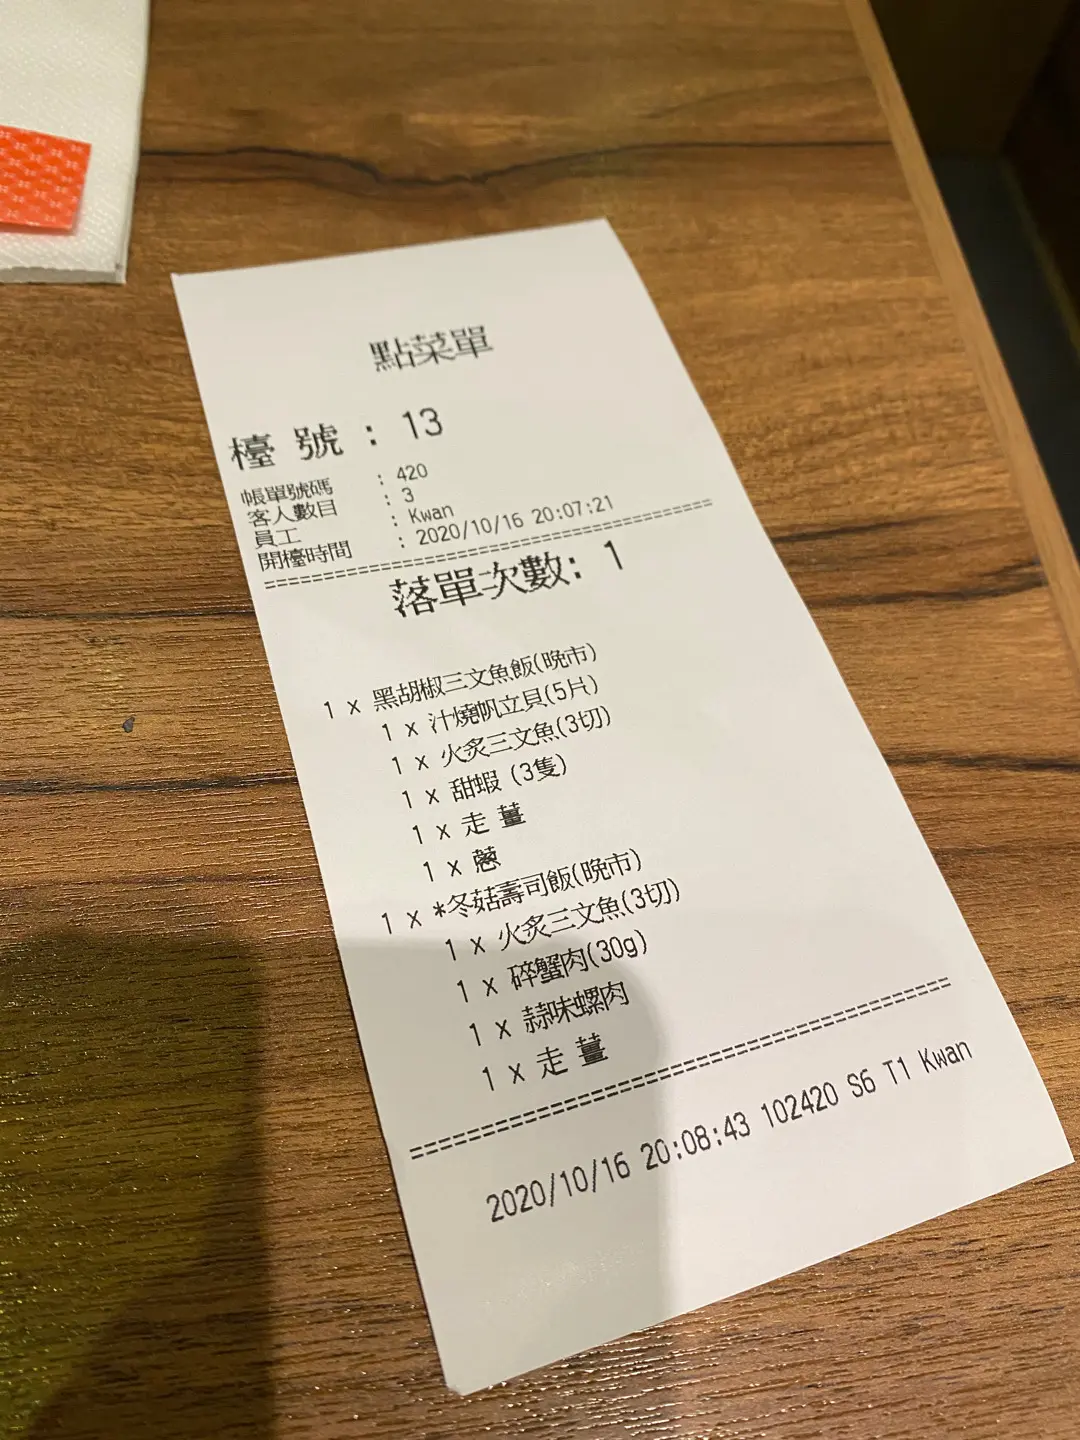 點菜單
檯 號 : 13
帳單號碼 : 420
客人數目 : 3
員工 : Kwan
開檯時間 : 2020/10/16 20:07:21
落單次數: 1
1 x 黑胡椒三文魚飯(晚市)
1 x 汁燒帆立貝(5片)
1 x 火炙三文魚(3切)
1 x 甜蝦 (3隻)
1 x 走 薑
1 x 蔥
1 x *冬菇壽司飯(晚市)
1 x 火炙三文魚(3切)
1 x 碎蟹肉(30g)
1 x 蒜味螺肉
1 x 走 薑
2020/10/16 20:08:43 102420 S6 T1 Kwan